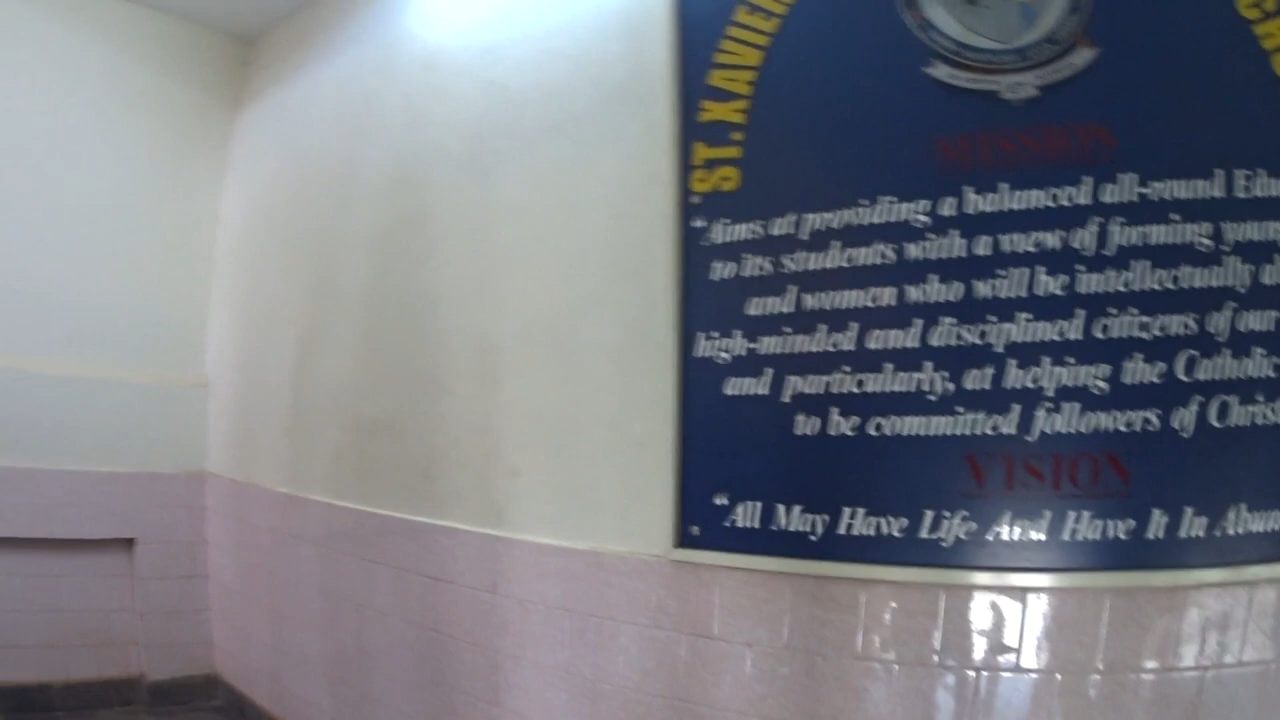 ST. XAVIER
MISSION
"Aims at providing a balanced all-round
to its students with a view of forming
and women who will be intellectually
high-minded and disciplined citizens of our
and particularly, at helping the Catholic
to be committed followers of Christ
VISION
"All May Have Life And Have It In